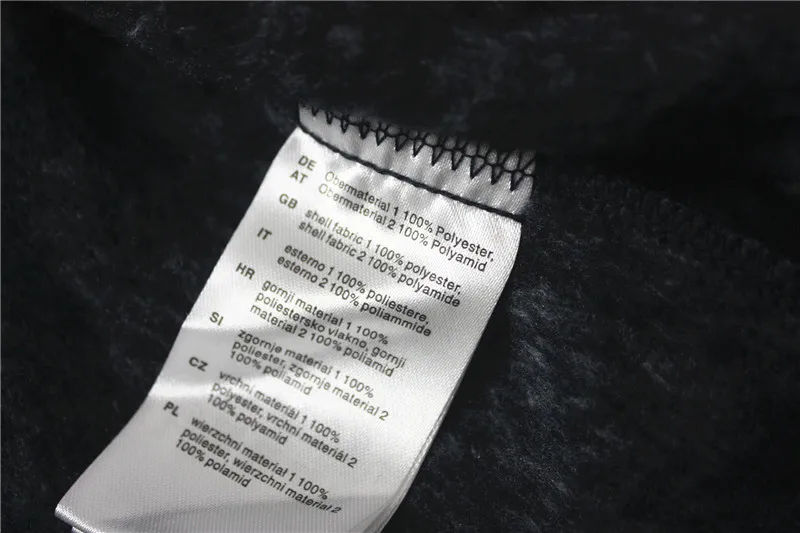 DE Obermaterial 1 100% Polyester,
AT Obermaterial 2 100% Polyamid
GB shell fabric 1 100% polyester,
shell fabric 2 100% polyamide
IT esterno 1 100% poliestere,
esterno 2 100% poliammide
HR gornji material 1 100%
poliestersko vlakno, gornji
material 2 100% poliamid
SI zgornje material 1 100%
poliester, zgornje material 2
100% poliamid
CZ vrchní materiál 1 100%
polyester, vrchní materiál 2
100% polyamid
PL wierzchni materiał 1 100%
poliester, wierzchni materiał 2
100% polamid